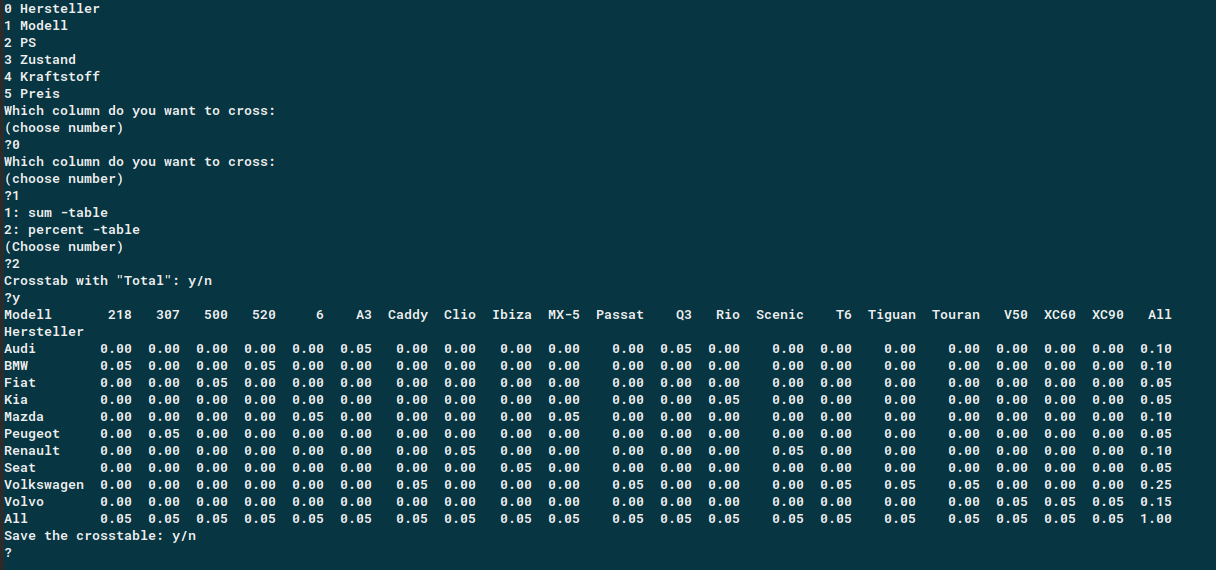 0 Hersteller
1 Modell
2 PS
3 Zustand
4 Kraftstoff
5 Preis
Which column do you want to cross:
(choose number)
?0
Which column do you want to cross:
(choose number)
?1
1: sum -table
2: percent -table
(Choose number)
?2
Crosstab with "Total": y/n
?y
Modell       218   307   500   520     6    A3  Caddy  Clio  Ibiza  MX-5  Passat    Q3   Rio  Scenic    T6  Tiguan  Touran   V50  XC60  XC90   All
Hersteller
Audi        0.00  0.00  0.00  0.00  0.00  0.05   0.00  0.00   0.00  0.00    0.00  0.05  0.00    0.00  0.00    0.00    0.00  0.00  0.00  0.00  0.10
BMW         0.05  0.00  0.00  0.05  0.00  0.00   0.00  0.00   0.00  0.00    0.00  0.00  0.00    0.00  0.00    0.00    0.00  0.00  0.00  0.00  0.10
Fiat        0.00  0.00  0.05  0.00  0.00  0.00   0.00  0.00   0.00  0.00    0.00  0.00  0.00    0.00  0.00    0.00    0.00  0.00  0.00  0.00  0.05
Kia         0.00  0.00  0.00  0.00  0.00  0.00   0.00  0.00   0.00  0.00    0.00  0.00  0.05    0.00  0.00    0.00    0.00  0.00  0.00  0.00  0.05
Mazda       0.00  0.00  0.00  0.00  0.05  0.00   0.00  0.00   0.00  0.05    0.00  0.00  0.00    0.00  0.00    0.00    0.00  0.00  0.00  0.00  0.10
Peugeot     0.00  0.05  0.00  0.00  0.00  0.00   0.00  0.00   0.00  0.00    0.00  0.00  0.00    0.00  0.00    0.00    0.00  0.00  0.00  0.00  0.05
Renault     0.00  0.00  0.00  0.00  0.00  0.00   0.00  0.05   0.00  0.00    0.00  0.00  0.00    0.05  0.00    0.00    0.00  0.00  0.00  0.00  0.10
Seat        0.00  0.00  0.00  0.00  0.00  0.00   0.00  0.00   0.05  0.00    0.00  0.00  0.00    0.00  0.00    0.00    0.00  0.00  0.00  0.00  0.05
Volkswagen  0.00  0.00  0.00  0.00  0.00  0.00   0.05  0.00   0.00  0.00    0.05  0.00  0.00    0.00  0.05    0.05    0.05  0.00  0.00  0.00  0.25
Volvo       0.00  0.00  0.00  0.00  0.00  0.00   0.00  0.00   0.00  0.00    0.00  0.00  0.00    0.00  0.00    0.00    0.00  0.05  0.05  0.05  0.15
All         0.05  0.05  0.05  0.05  0.05  0.05   0.05  0.05   0.05  0.05    0.05  0.05  0.05    0.05  0.05    0.05    0.05  0.05  0.05  0.05  1.00
Save the crosstable: y/n
?